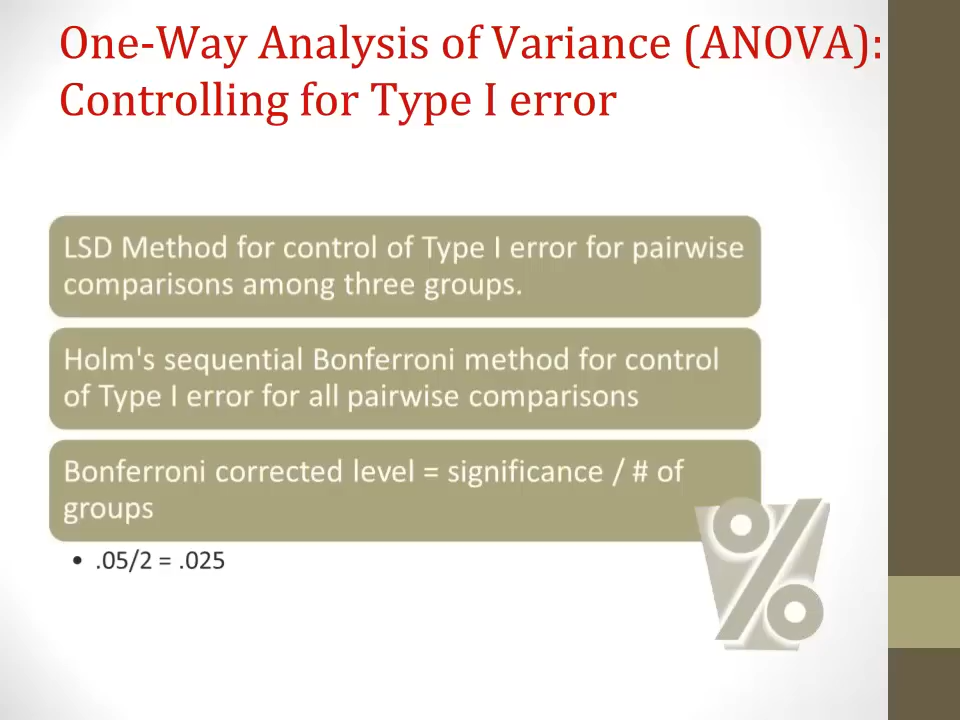 One-Way Analysis of Variance (ANOVA):
Controlling for Type I error
LSD Method for control of Type I error for pairwise
comparisons among three groups.
Holm's sequential Bonferroni method for control
of Type I error for all pairwise comparisons
Bonferroni corrected level = significance / # of
groups
• .05/2 = .025
%